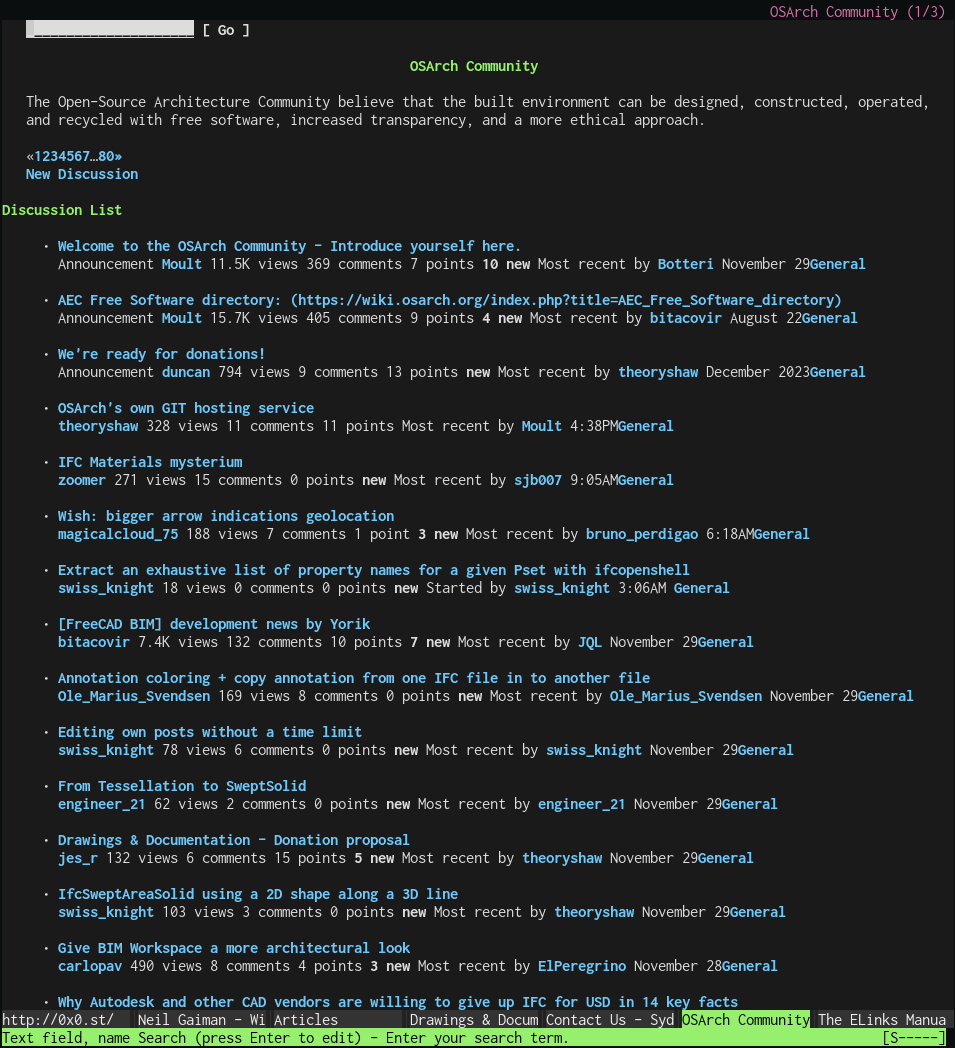 OSArch Community (1/3)
____________________ [ Go ]
OSArch Community
The Open-Source Architecture Community believe that the built environment can be designed, constructed, operated,
and recycled with free software, increased transparency, and a more ethical approach.
«1234567…80»
New Discussion
Discussion List
· Welcome to the OSArch Community - Introduce yourself here.
Announcement Moult 11.5K views 369 comments 7 points 10 new Most recent by Botteri November 29General
· AEC Free Software directory: (https://wiki.osarch.org/index.php?title=AEC_Free_Software_directory)
Announcement Moult 15.7K views 405 comments 9 points 4 new Most recent by bitacovir August 22General
· We're ready for donations!
Announcement duncan 794 views 9 comments 13 points new Most recent by theoryshaw December 2023General
· OSArch's own GIT hosting service
theoryshaw 328 views 11 comments 11 points Most recent by Moult 4:38PMGeneral
· IFC Materials mysterium
zoomer 271 views 15 comments 0 points new Most recent by sjb007 9:05AMGeneral
· Wish: bigger arrow indications geolocation
magicalcloud_75 188 views 7 comments 1 point 3 new Most recent by bruno_perdigao 6:18AMGeneral
· Extract an exhaustive list of property names for a given Pset with ifcopenshell
swiss_knight 18 views 0 comments 0 points new Started by swiss_knight 3:06AM General
· [FreeCAD BIM] development news by Yorik
bitacovir 7.4K views 132 comments 10 points 7 new Most recent by JQL November 29General
· Annotation coloring + copy annotation from one IFC file in to another file
Ole_Marius_Svendsen 169 views 8 comments 0 points new Most recent by Ole_Marius_Svendsen November 29General
· Editing own posts without a time limit
swiss_knight 78 views 6 comments 0 points new Most recent by swiss_knight November 29General
· From Tessellation to SweptSolid
engineer_21 62 views 2 comments 0 points new Most recent by engineer_21 November 29General
· Drawings & Documentation - Donation proposal
jes_r 132 views 6 comments 15 points 5 new Most recent by theoryshaw November 29General
· IfcSweptAreaSolid using a 2D shape along a 3D line
swiss_knight 103 views 3 comments 0 points new Most recent by theoryshaw November 29General
· Give BIM Workspace a more architectural look
carlopav 490 views 8 comments 4 points 3 new Most recent by ElPeregrino November 28General
· Why Autodesk and other CAD vendors are willing to give up IFC for USD in 14 key facts
http://0x0.st/ Neil Gaiman - Wi Articles Drawings & Docum Contact Us - Syd OSArch Community The ELinks Manua
Text field, name Search (press Enter to edit) - Enter your search term. [S-----]